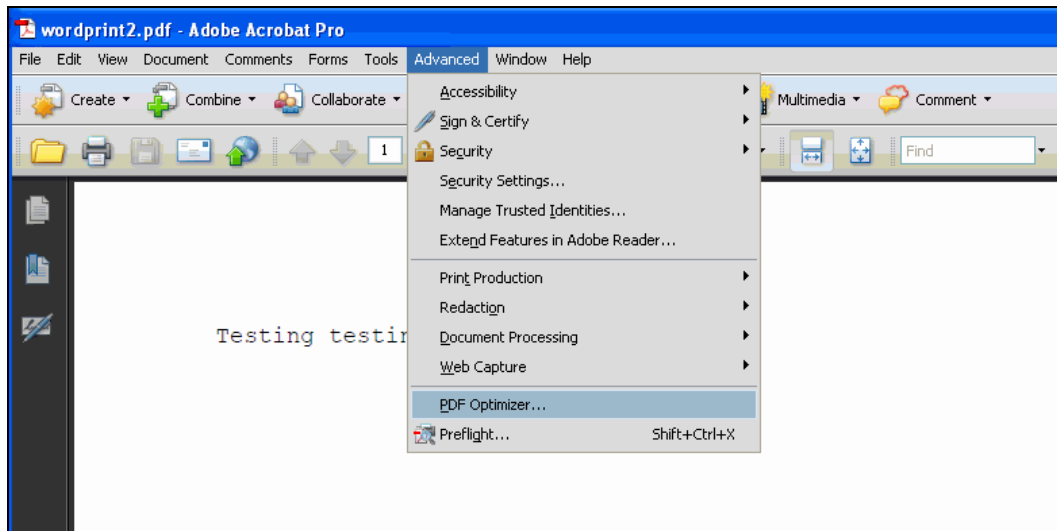 wordprint2.pdf - Adobe Acrobat Pro
File Edit View Document Comments Forms Tools Advanced Window Help
Create Combine Collaborate Multimedia Comment
1 Find
Accessibility
Sign & Certify
Security
Security Settings...
Manage Trusted Identities...
Extend Features in Adobe Reader...
Print Production
Redaction
Testing
Document Processing
Web Capture
PDF Optimizer...
Preflight... Shift+Ctrl+X